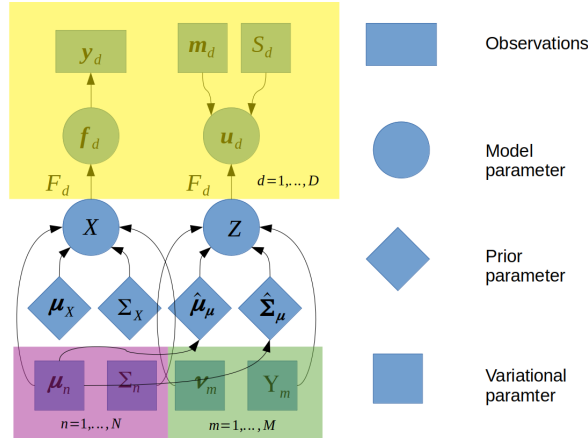 y_d
m_d
S_d
Observations
f_d
u_d
Model
parameter
F_d
F_d
d=1,..., D
X
Z
μ_X
Σ_X
μ̂_μ
Σ̂_μ
Prior
parameter
μ_n
Σ_n
ν_m
Υ_m
Variational
paramter
n=1,..., N
m=1,..., M